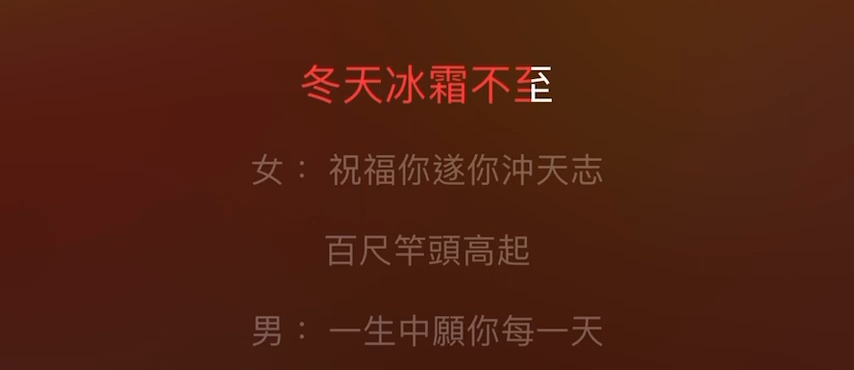 冬天冰霜不至
女： 祝福你遂你沖天志
百尺竿頭高起
男： 一生中願你每一天